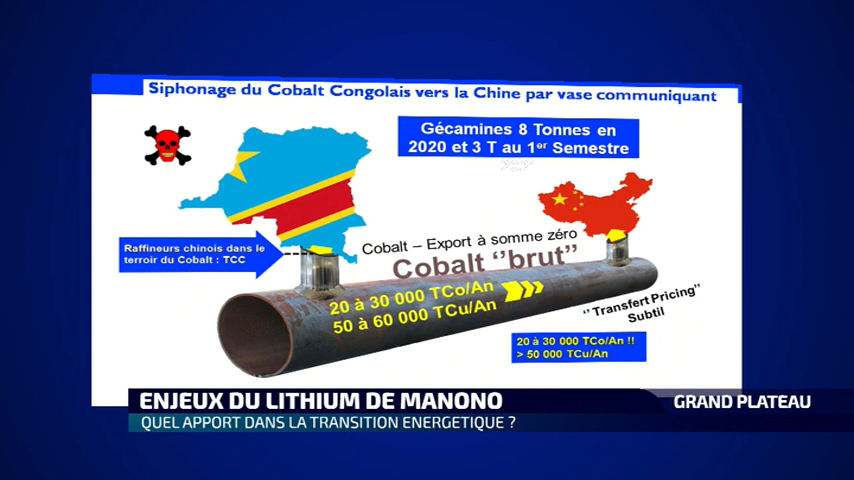 Siphonage du Cobalt Congolais vers la Chine par vase communiquant
Gécamines 8 Tonnes en
2020 et 3 T au 1er Semestre
Raffineurs chinois dans le
terroir du Cobalt : TCC
Cobalt – Export à somme zéro
Cobalt ‘’brut’’
20 à 30 000 TCo/An
50 à 60 000 TCu/An
‘’ Transfert Pricing’’
Subtil
20 à 30 000 TCo/An !!
> 50 000 TCu/An
ENJEUX DU LITHIUM DE MANONO
GRAND PLATEAU
QUEL APPORT DANS LA TRANSITION ENERGETIQUE ?